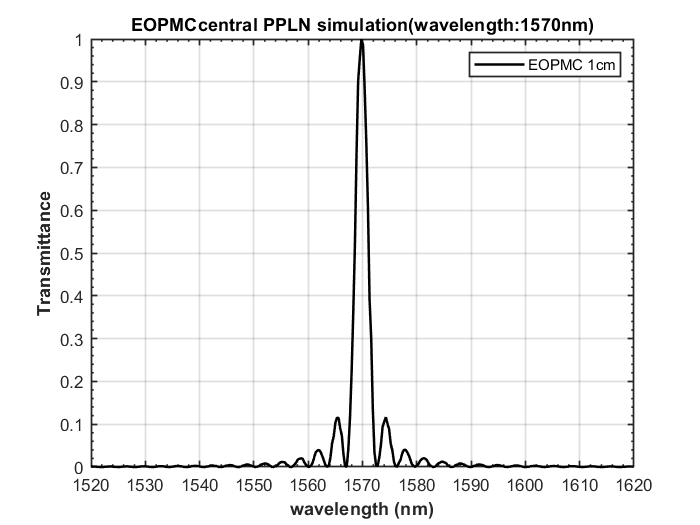 EOPMCcentral PPLN simulation(wavelength:1570nm)
EOPMC 1cm
Transmittance
1
0.9
0.8
0.7
0.6
0.5
0.4
0.3
0.2
0.1
0
1520 1530 1540 1550 1560 1570 1580 1590 1600 1610 1620
wavelength (nm)